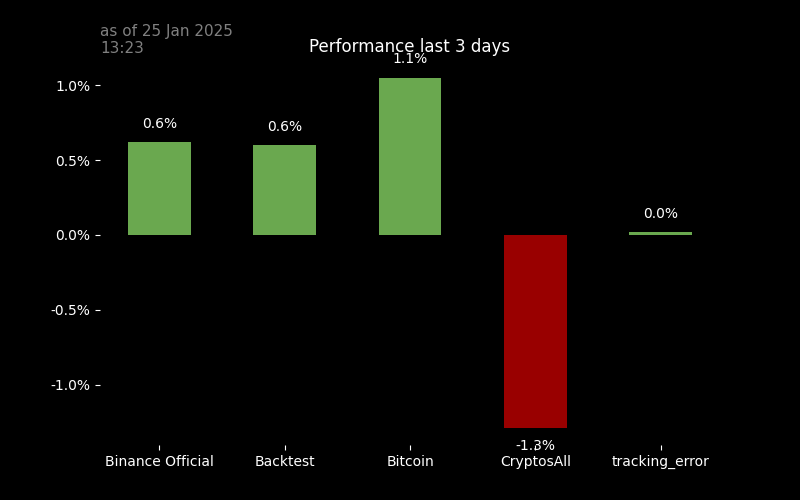 as of 25 Jan 2025
13:23
Performance last 3 days
1.1%
1.0%
0.6%
0.6%
0.5%
0.0%
0.0%
-0.5%
-1.0%
-1.3%
Binance Official
Backtest
Bitcoin
CryptosAll
tracking_error